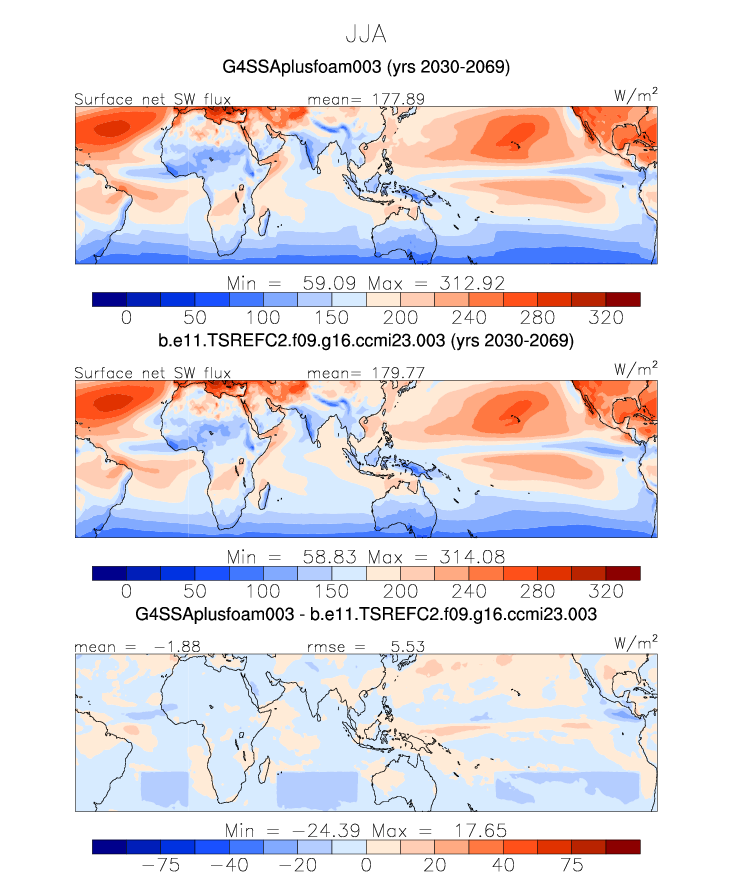 JJA
G4SSAplusfoam003 (yrs 2030-2069)
Surface net SW flux mean= 177.89 W/m²
Min = 59.09 Max = 312.92
0 50 100 150 200 240 280 320
b.e11.TSREFC2.f09.g16.ccmi23.003 (yrs 2030-2069)
Surface net SW flux mean= 179.77 W/m²
Min = 58.83 Max = 314.08
0 50 100 150 200 240 280 320
G4SSAplusfoam003 - b.e11.TSREFC2.f09.g16.ccmi23.003
mean = −1.88 rmse = 5.53 W/m²
Min = −24.39 Max = 17.65
−75 −40 −20 0 20 40 75